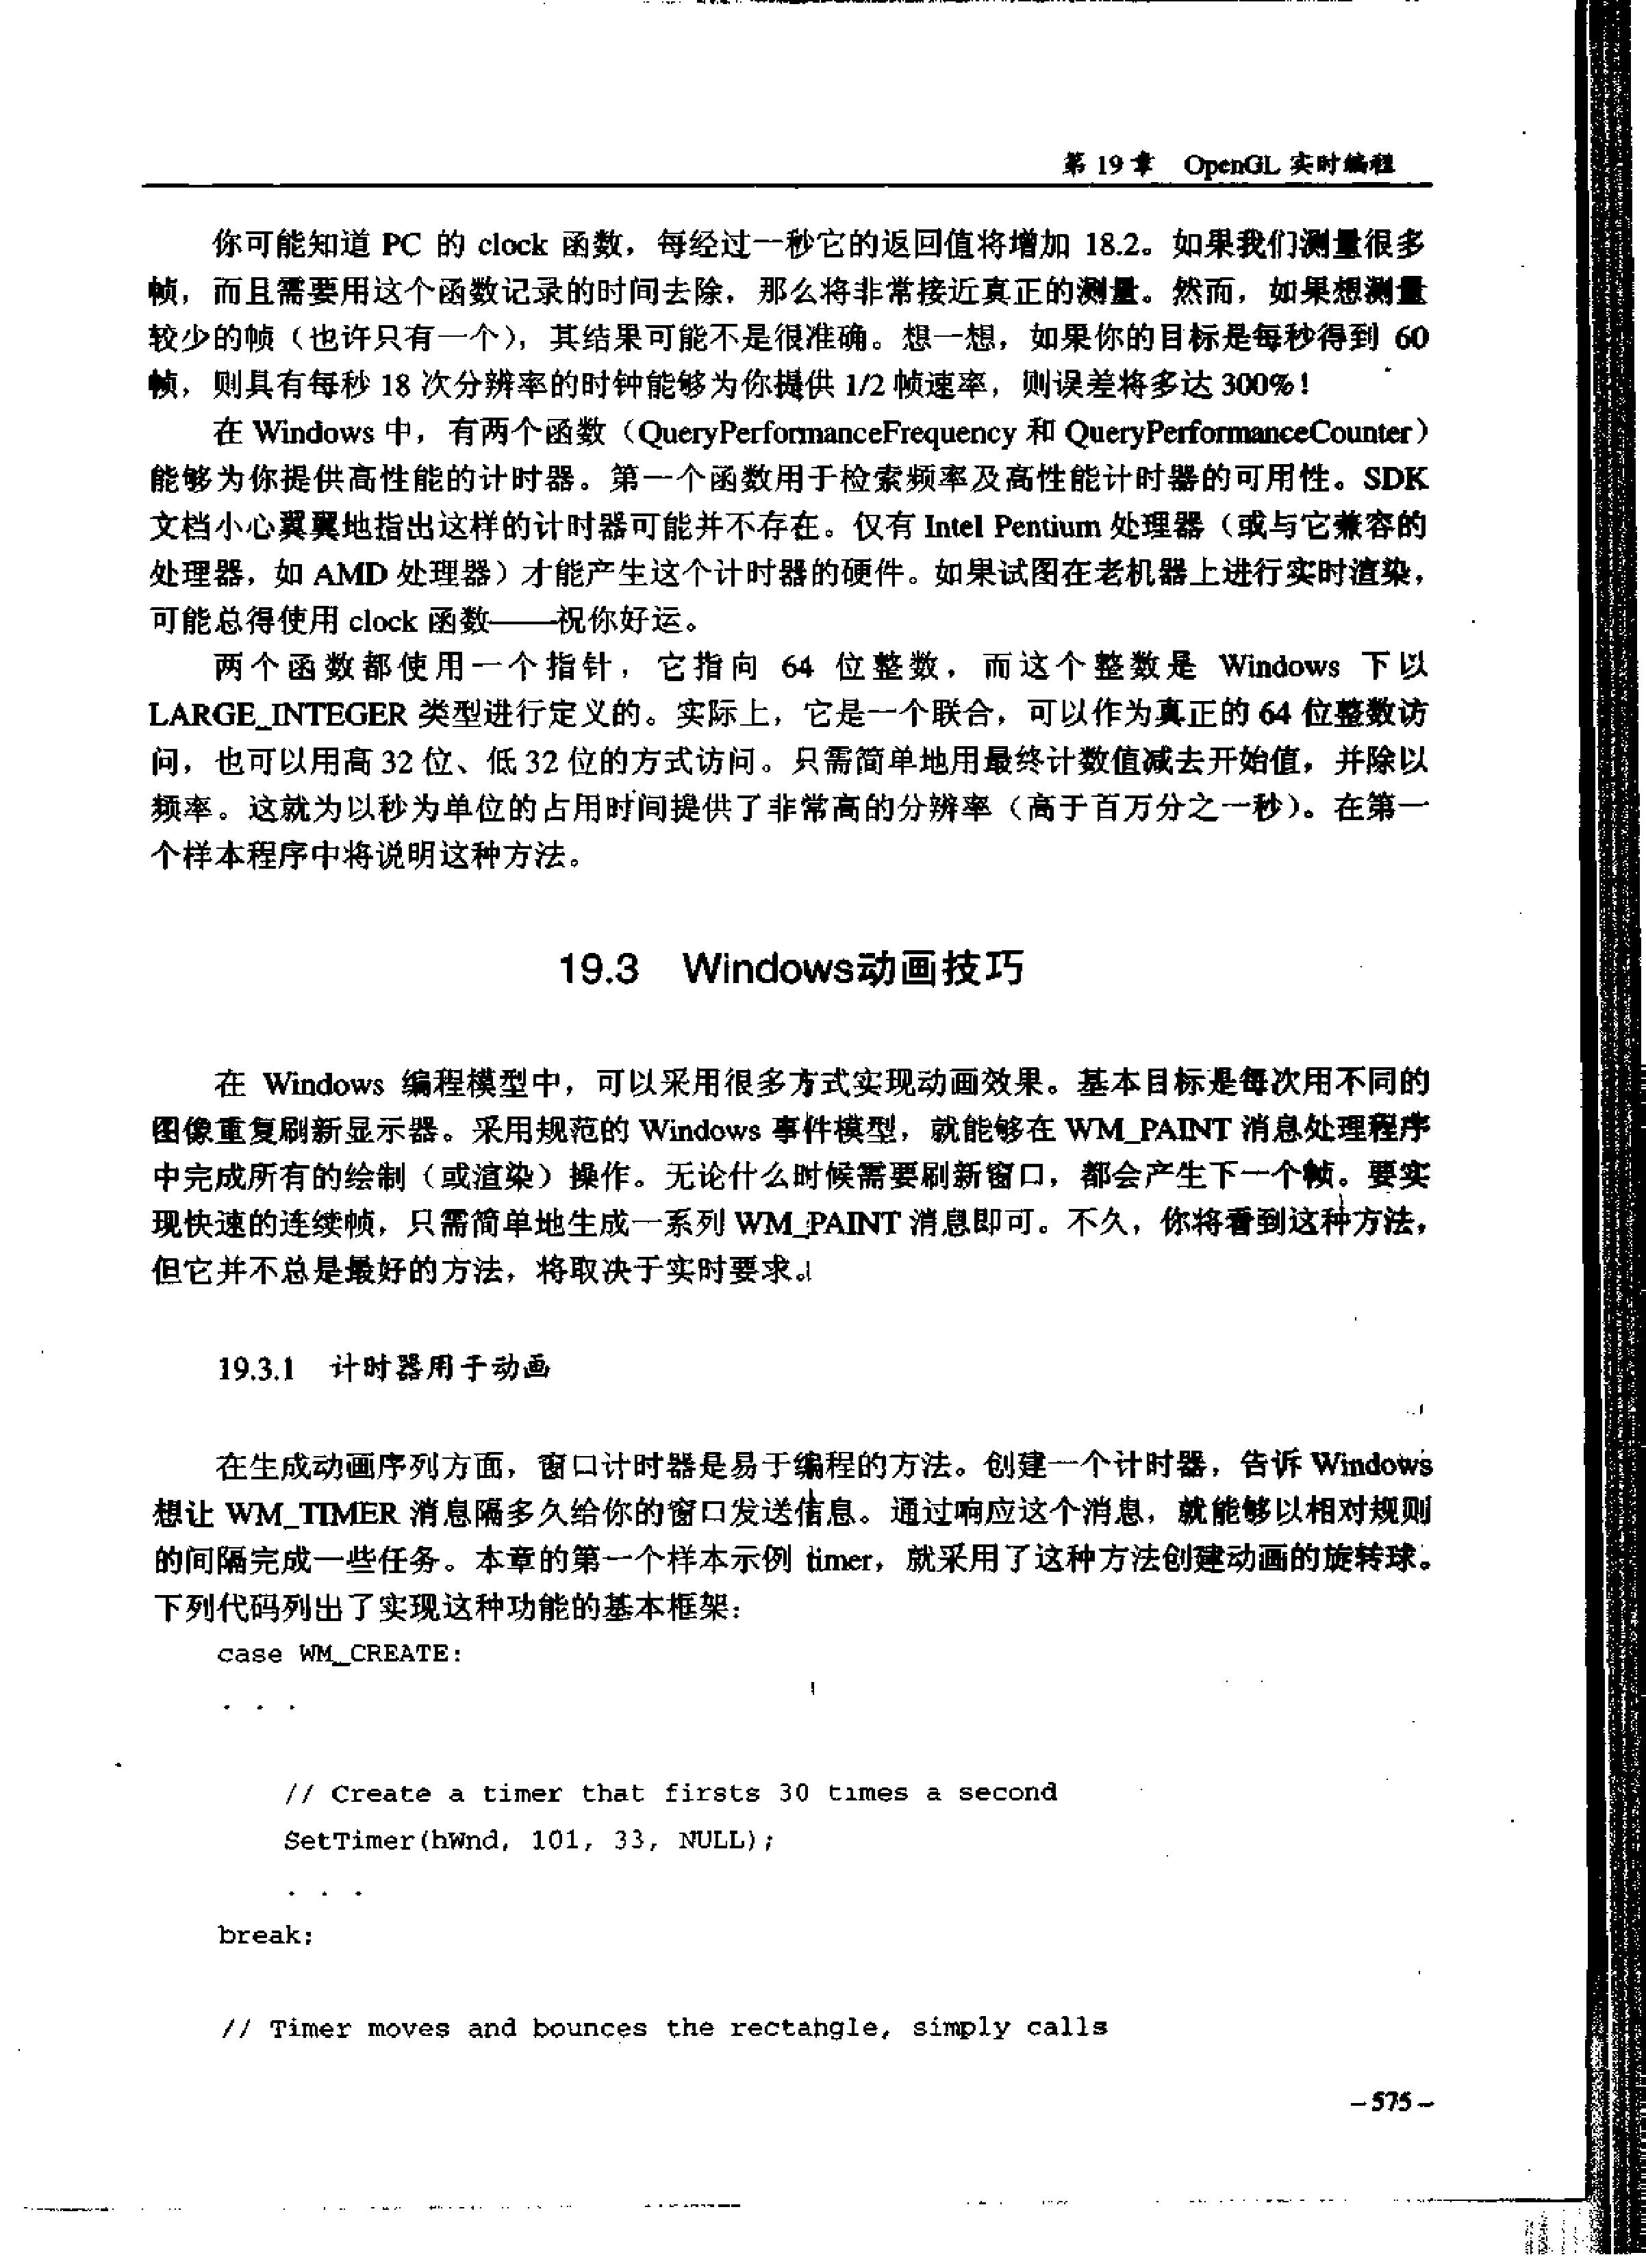 第 19 章 OpenGL 实时编程
你可能知道 PC 的 clock 函数，每经过一秒它的返回值将增加 18.2。如果我们测量很多
帧，而且需要用这个函数记录的时间去除，那么将非常接近真正的测量。然而，如果想测量
较少的帧（也许只有一个），其结果可能不是很准确。想一想，如果你的目标是每秒得到 60
帧，则具有每秒 18 次分辨率的时钟能够为你提供 1/2 帧速率，则误差将多达 300%！
在 Windows 中，有两个函数（QueryPerformanceFrequency 和 QueryPerformanceCounter）
能够为你提供高性能的计时器。第一个函数用于检索频率及高性能计时器的可用性。SDK
文档小心翼翼地指出这样的计时器可能并不存在。仅有 Intel Pentium 处理器（或与它兼容的
处理器，如 AMD 处理器）才能产生这个计时器的硬件。如果试图在老机器上进行实时渲染，
可能总得使用 clock 函数——祝你好运。
两个函数都使用一个指针，它指向 64 位整数，而这个整数是 Windows 下以
LARGE_INTEGER 类型进行定义的。实际上，它是一个联合，可以作为真正的 64 位整数访
问，也可以用高 32 位、低 32 位的方式访问。只需简单地用最终计数值减去开始值，并除以
频率。这就为以秒为单位的占用时间提供了非常高的分辨率（高于百万分之一秒）。在第一
个样本程序中将说明这种方法。
19.3 Windows动画技巧
在 Windows 编程模型中，可以采用很多方式实现动画效果。基本目标是每次用不同的
图像重复刷新显示器。采用规范的 Windows 事件模型，就能够在 WM_PAINT 消息处理程序
中完成所有的绘制（或渲染）操作。无论什么时候需要刷新窗口，都会产生下一个帧。要实
现快速的连续帧，只需简单地生成一系列 WM_PAINT 消息即可。不久，你将看到这种方法，
但它并不总是最好的方法，将取决于实时要求。
19.3.1 计时器用于动画
在生成动画序列方面，窗口计时器是易于编程的方法。创建一个计时器，告诉 Windows
想让 WM_TIMER 消息隔多久给你的窗口发送信息。通过响应这个消息，就能够以相对规则
的间隔完成一些任务。本章的第一个样本示例 timer，就采用了这种方法创建动画的旋转球。
下列代码列出了实现这种功能的基本框架：
case WM_CREATE:
. . .
// Create a timer that firsts 30 times a second
SetTimer(hWnd, 101, 33, NULL);
. . .
break;
// Timer moves and bounces the rectangle, simply calls
－575－